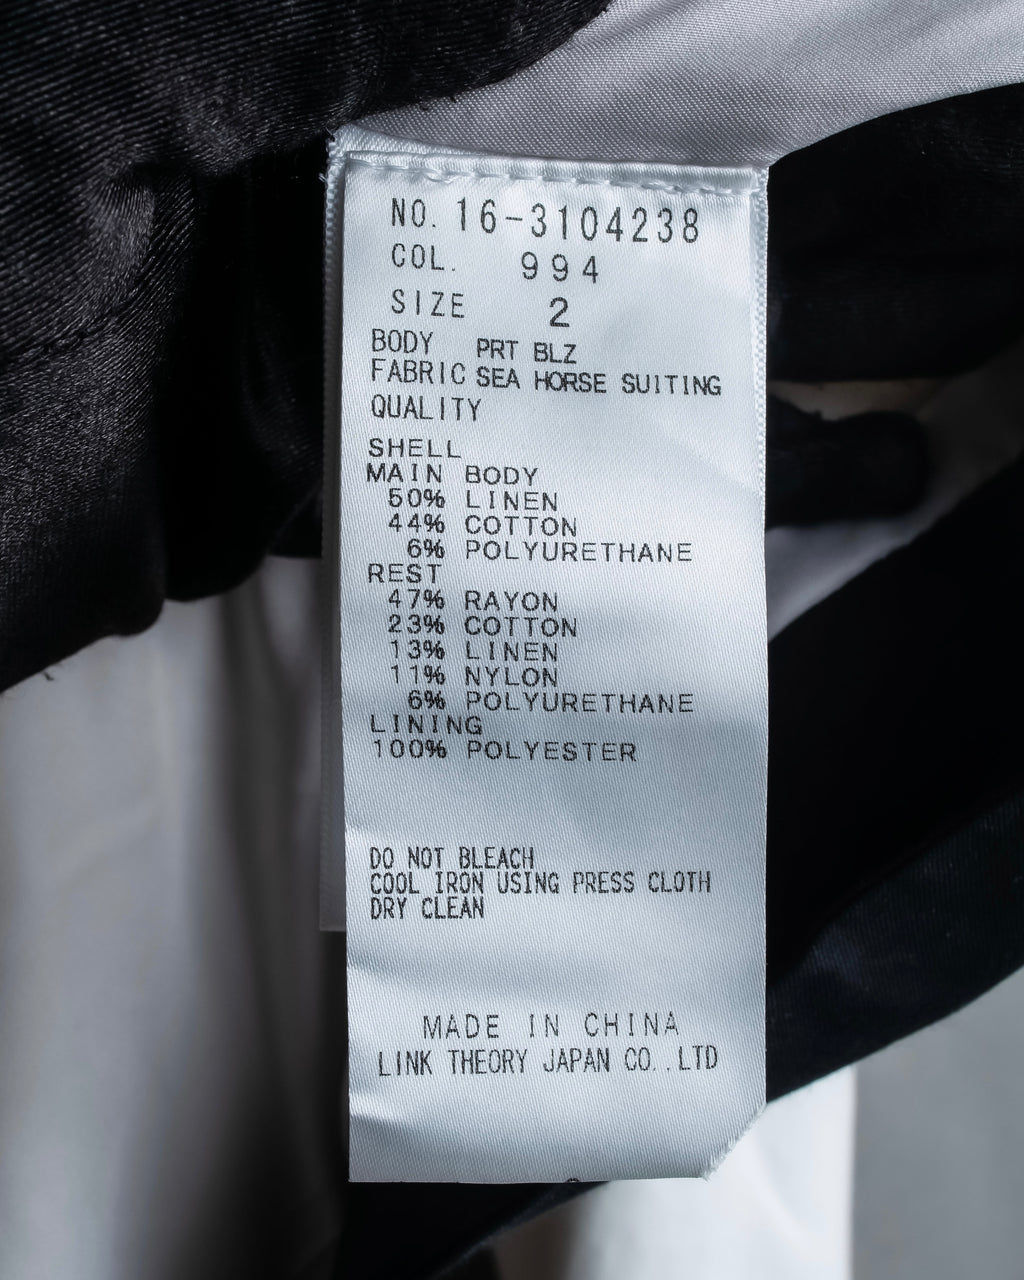 NO. 16-3104238
COL. 994
SIZE 2
BODY PRT BLZ
FABRIC SEA HORSE SUITING
QUALITY
SHELL
MAIN BODY
50% LINEN
44% COTTON
6% POLYURETHANE
REST
47% RAYON
23% COTTON
13% LINEN
11% NYLON
6% POLYURETHANE
LINING
100% POLYESTER
DO NOT BLEACH
COOL IRON USING PRESS CLOTH
DRY CLEAN
MADE IN CHINA
LINK THEORY JAPAN CO.,LTD